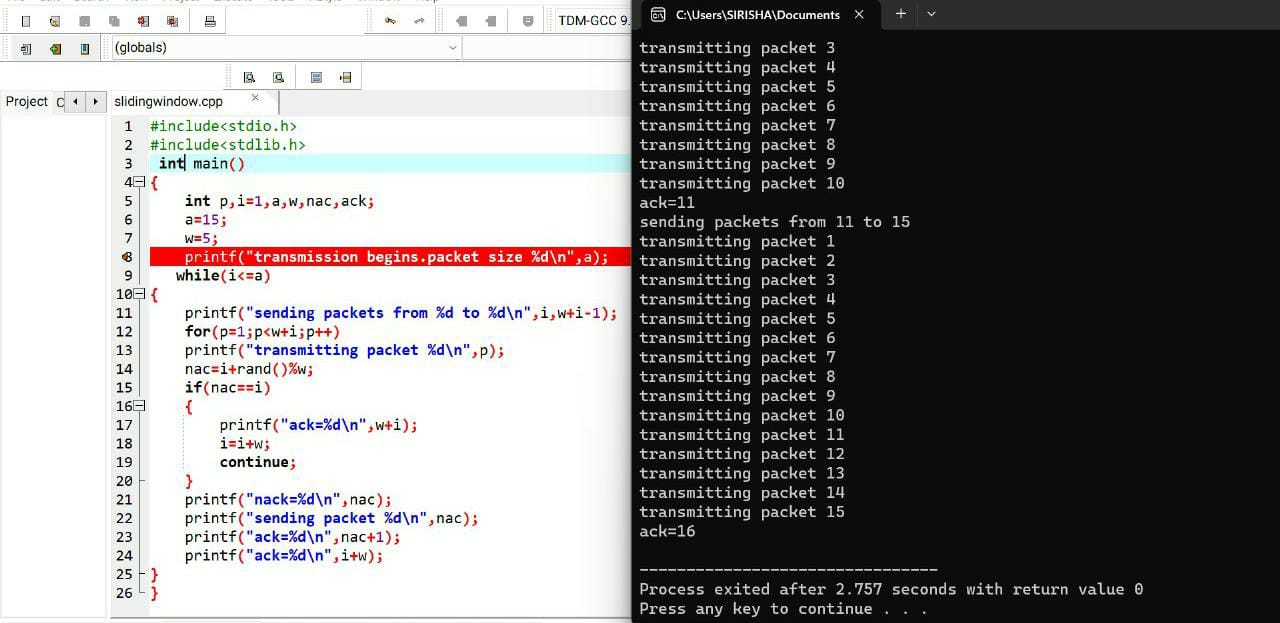 TDM-GCC 9.
(globals)
Project
C
slidingwindow.cpp
1 #include<stdio.h>
2 #include<stdlib.h>
3 int main()
4 {
5 int p,i=1,a,w,nac,ack;
6 a=15;
7 w=5;
8 printf("transmission begins.packet size %d\n",a);
9 while(i<=a)
10 {
11 printf("sending packets from %d to %d\n",i,w+i-1);
12 for(p=1;p<w+i;p++)
13 printf("transmitting packet %d\n",p);
14 nac=i+rand()%w;
15 if(nac==i)
16 {
17 printf("ack=%d\n",w+i);
18 i=i+w;
19 continue;
20 }
21 printf("nack=%d\n",nac);
22 printf("sending packet %d\n",nac);
23 printf("ack=%d\n",nac+1);
24 printf("ack=%d\n",i+w);
25 }
26 }
C:\Users\SIRISHA\Documents
transmitting packet 3
transmitting packet 4
transmitting packet 5
transmitting packet 6
transmitting packet 7
transmitting packet 8
transmitting packet 9
transmitting packet 10
ack=11
sending packets from 11 to 15
transmitting packet 1
transmitting packet 2
transmitting packet 3
transmitting packet 4
transmitting packet 5
transmitting packet 6
transmitting packet 7
transmitting packet 8
transmitting packet 9
transmitting packet 10
transmitting packet 11
transmitting packet 12
transmitting packet 13
transmitting packet 14
transmitting packet 15
ack=16
--------------------------------
Process exited after 2.757 seconds with return value 0
Press any key to continue . . .